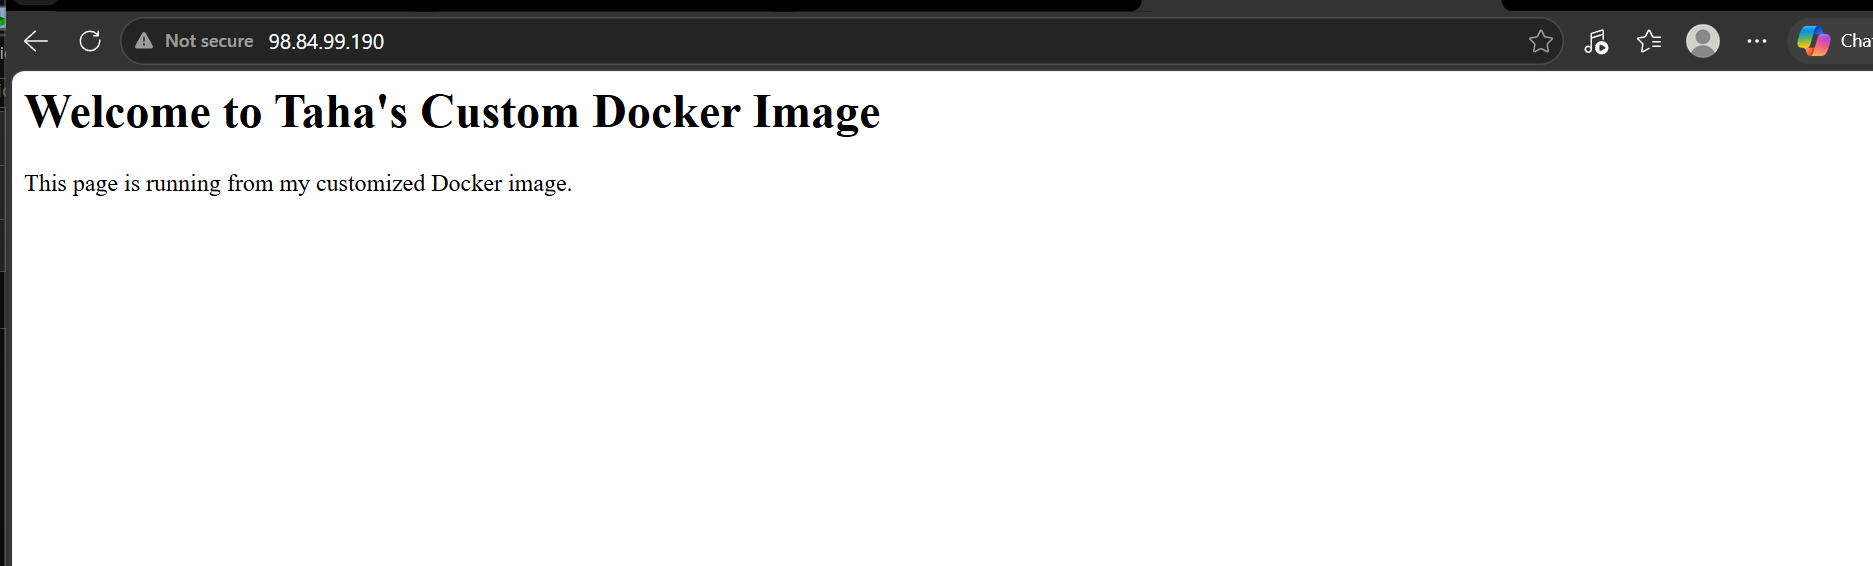 Not secure 98.84.99.190
Welcome to Taha's Custom Docker Image
This page is running from my customized Docker image.